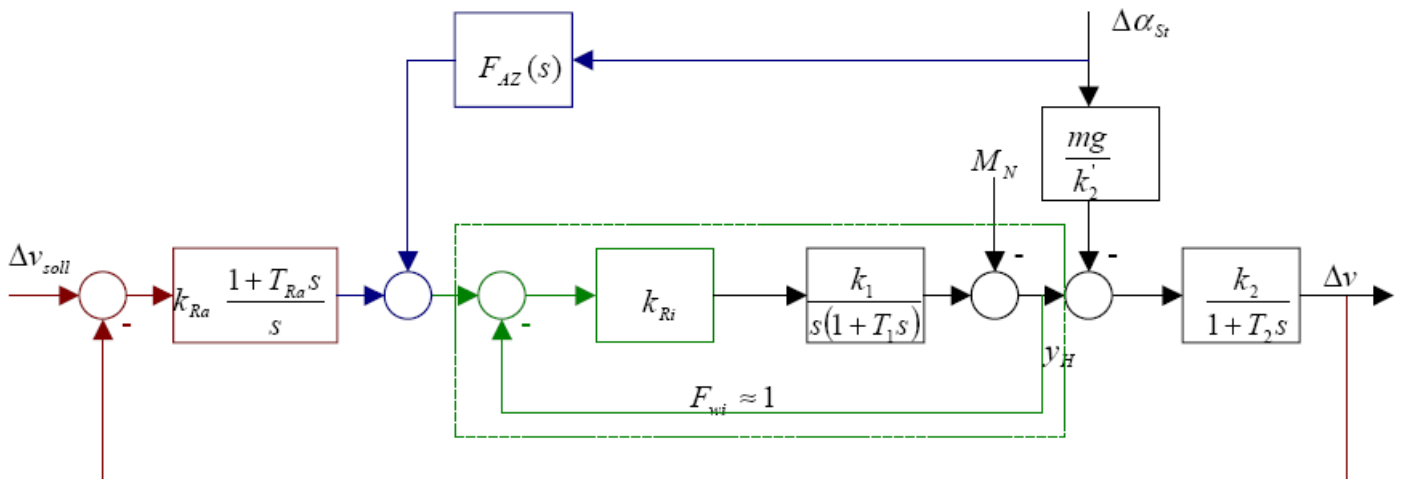 Δα_St
F_AZ(s)
mg
k_2'
M_N
Δv_soll
k_Ra
1+T_Ra s
s
k_Ri
k_1
s(1+T_1 s)
k_2
1+T_2 s
Δv
y_H
F_wi ≈ 1
-
-
-
-